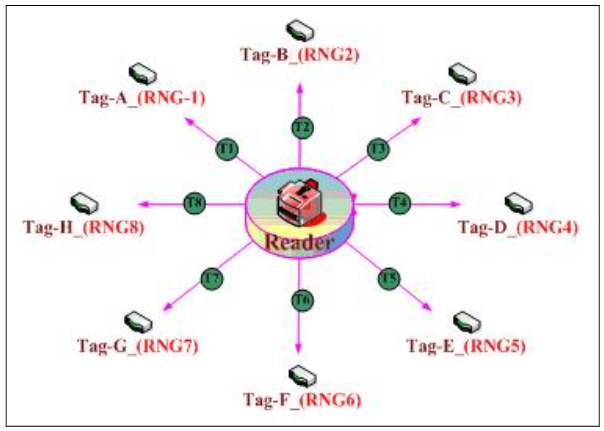 Tag-B_(RNG2)
Tag-A_(RNG-1)
Tag-C_(RNG3)
T2
T1
T3
T8
T4
Tag-H_(RNG8)
Tag-D_(RNG4)
Reader
T7
T5
T6
Tag-G_(RNG7)
Tag-E_(RNG5)
Tag-F_(RNG6)